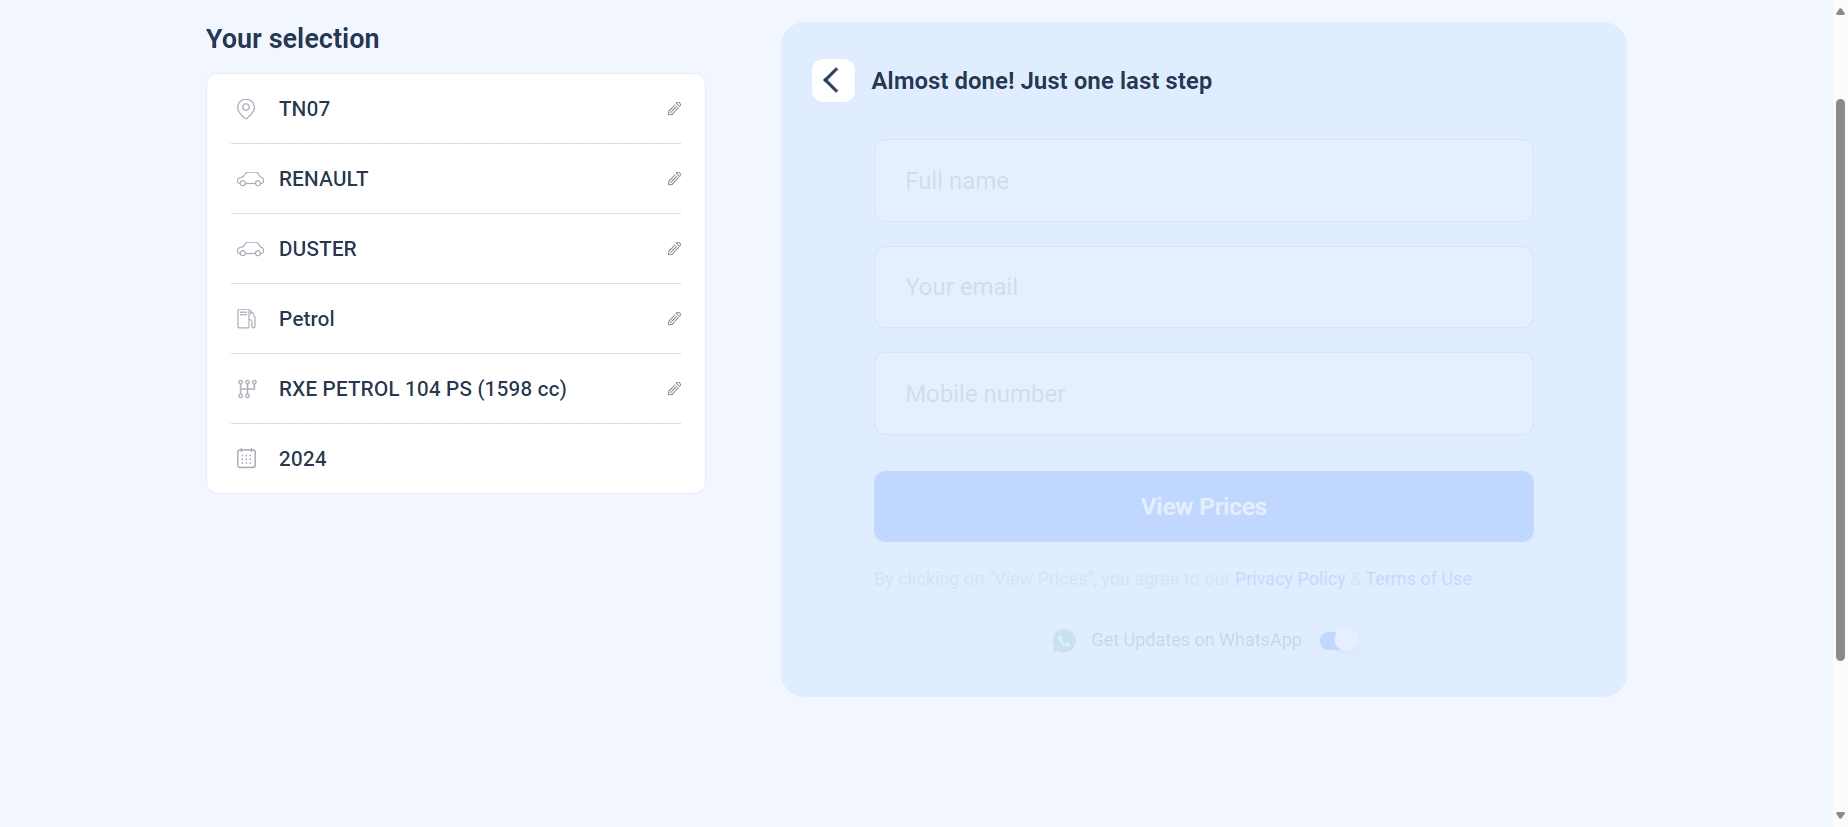 Your selection
TN07
RENAULT
DUSTER
Petrol
RXE PETROL 104 PS (1598 cc)
2024
Almost done! Just one last step
Full name
Your email
Mobile number
View Prices
By clicking on "View Prices", you agree to our Privacy Policy & Terms of Use
Get Updates on WhatsApp